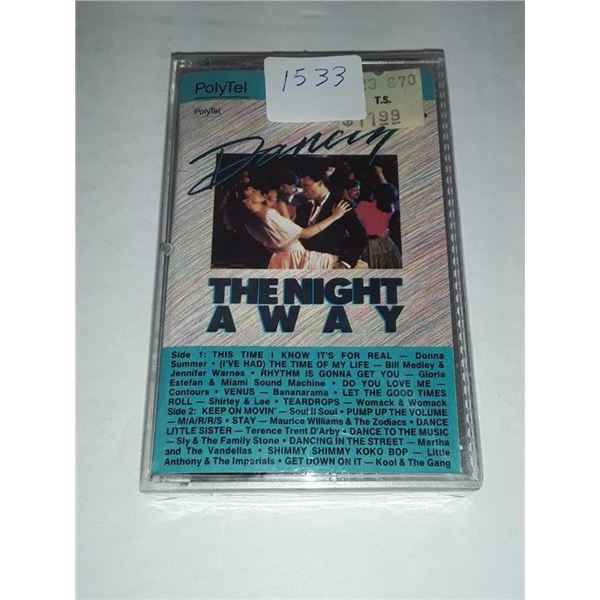 PolyTel
1533
23 670
T.S.
$11.99
PolyTel
Dancin
THE NIGHT
AWAY
Side 1: THIS TIME I KNOW IT'S FOR REAL — Donna
Summer • (I'VE HAD) THE TIME OF MY LIFE — Bill Medley &
Jennifer Warnes • RHYTHM IS GONNA GET YOU — Gloria
Estefan & Miami Sound Machine • DO YOU LOVE ME —
Contours • VENUS — Bananarama • LET THE GOOD TIMES
ROLL — Shirley & Lee • TEARDROPS — Womack & Womack
Side 2: KEEP ON MOVIN' — Soul II Soul • PUMP UP THE VOLUME
— M/A/R/R/S • STAY — Maurice Williams & The Zodiacs • DANCE
LITTLE SISTER — Terence Trent D'Arby • DANCE TO THE MUSIC
— Sly & The Family Stone • DANCING IN THE STREET — Martha
and The Vandellas • SHIMMY SHIMMY KOKO BOP — Little
Anthony & The Imperials • GET DOWN ON IT — Kool & The Gang